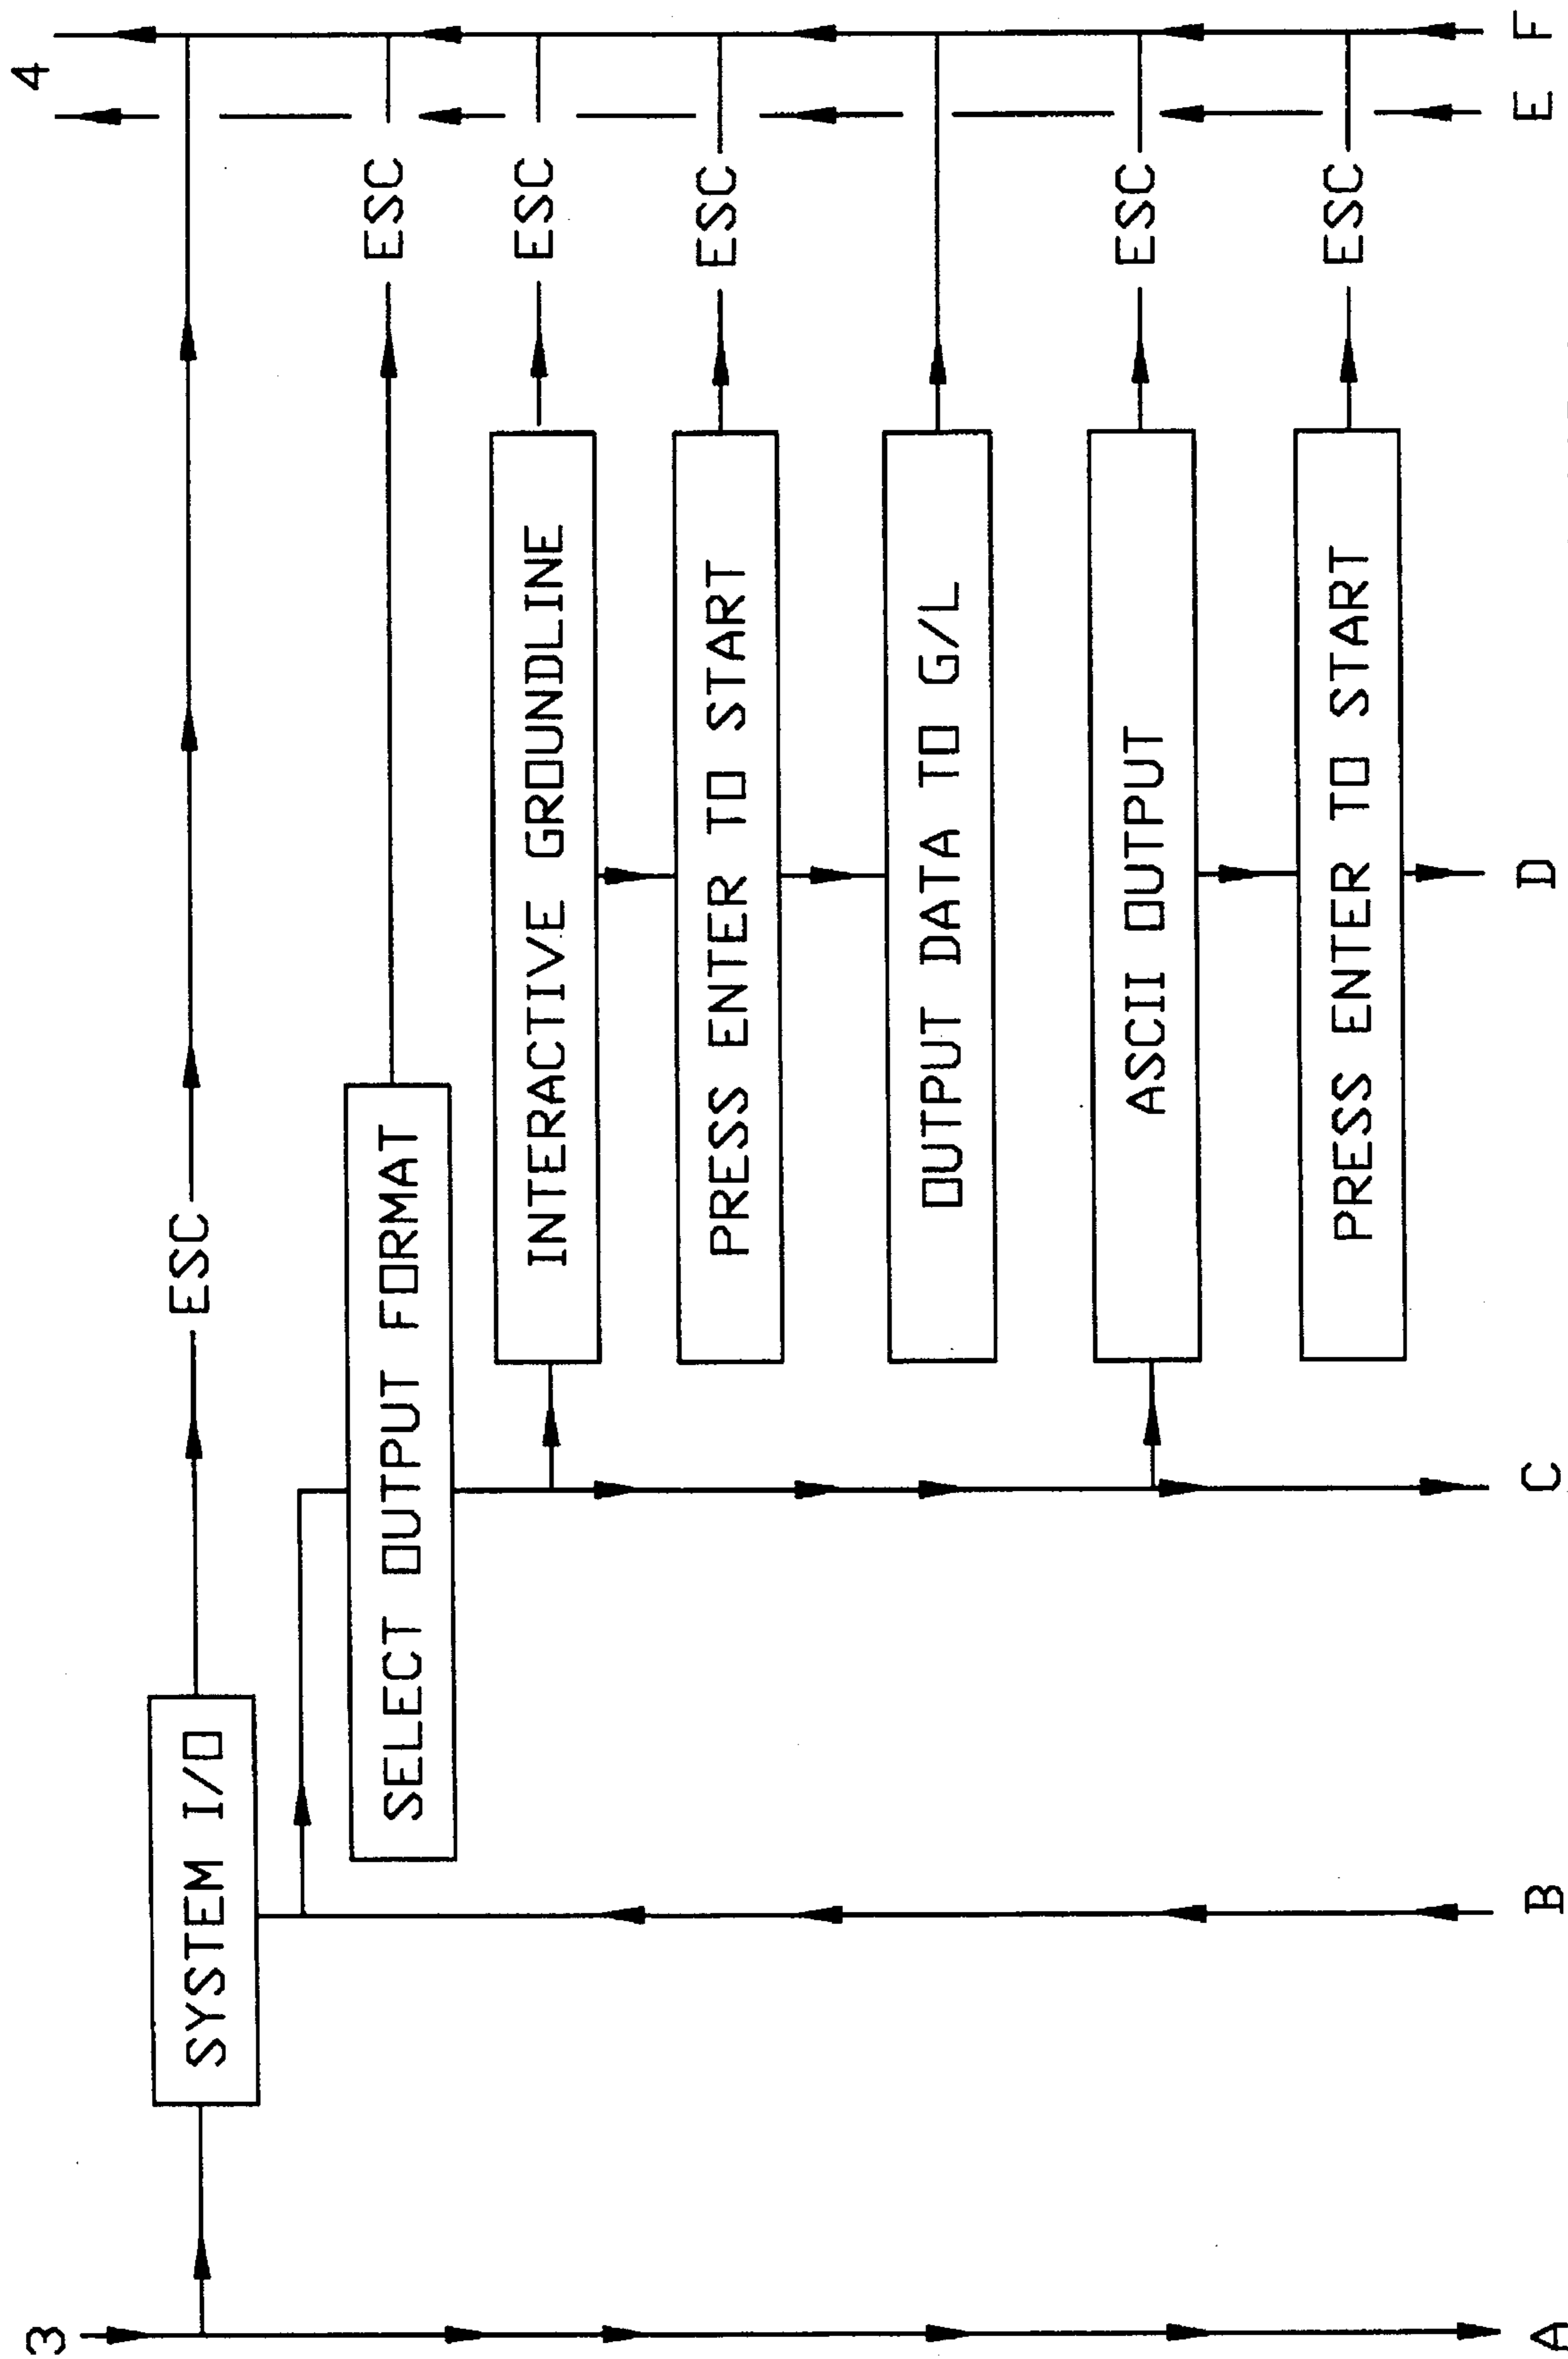 3
4
SYSTEM I/O
ESC
SELECT OUTPUT FORMAT
ESC
INTERACTIVE GROUNDLINE
ESC
PRESS ENTER TO START
ESC
OUTPUT DATA TO G/L
ASCII OUTPUT
ESC
PRESS ENTER TO START
ESC
A
B
C
D
E
F